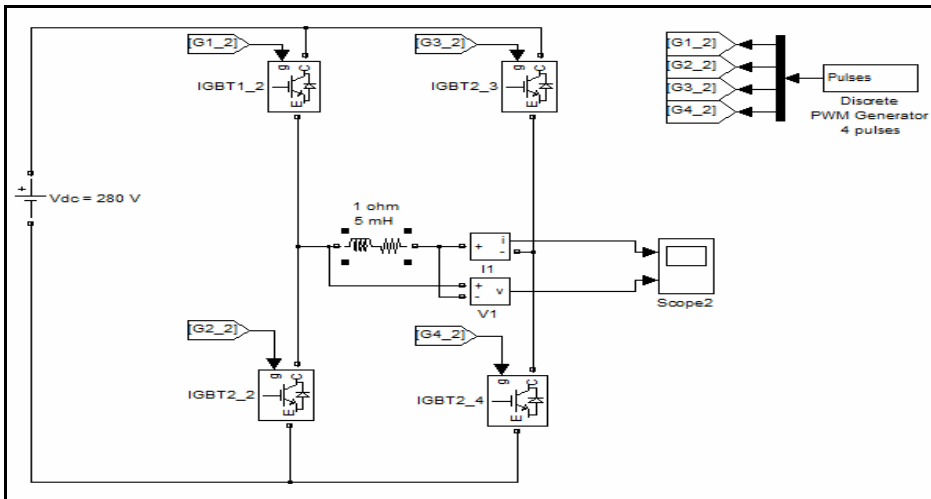 [G1_2]
g
C
E
IGBT1_2
[G3_2]
g
C
E
IGBT2_3
[G1_2]
[G2_2]
[G3_2]
[G4_2]
Pulses
Discrete
PWM Generator
4 pulses
+
Vdc = 280 V
1 ohm
5 mH
+
i
-
I1
+
-
v
V1
Scope2
[G2_2]
g
C
E
IGBT2_2
[G4_2]
g
C
E
IGBT2_4